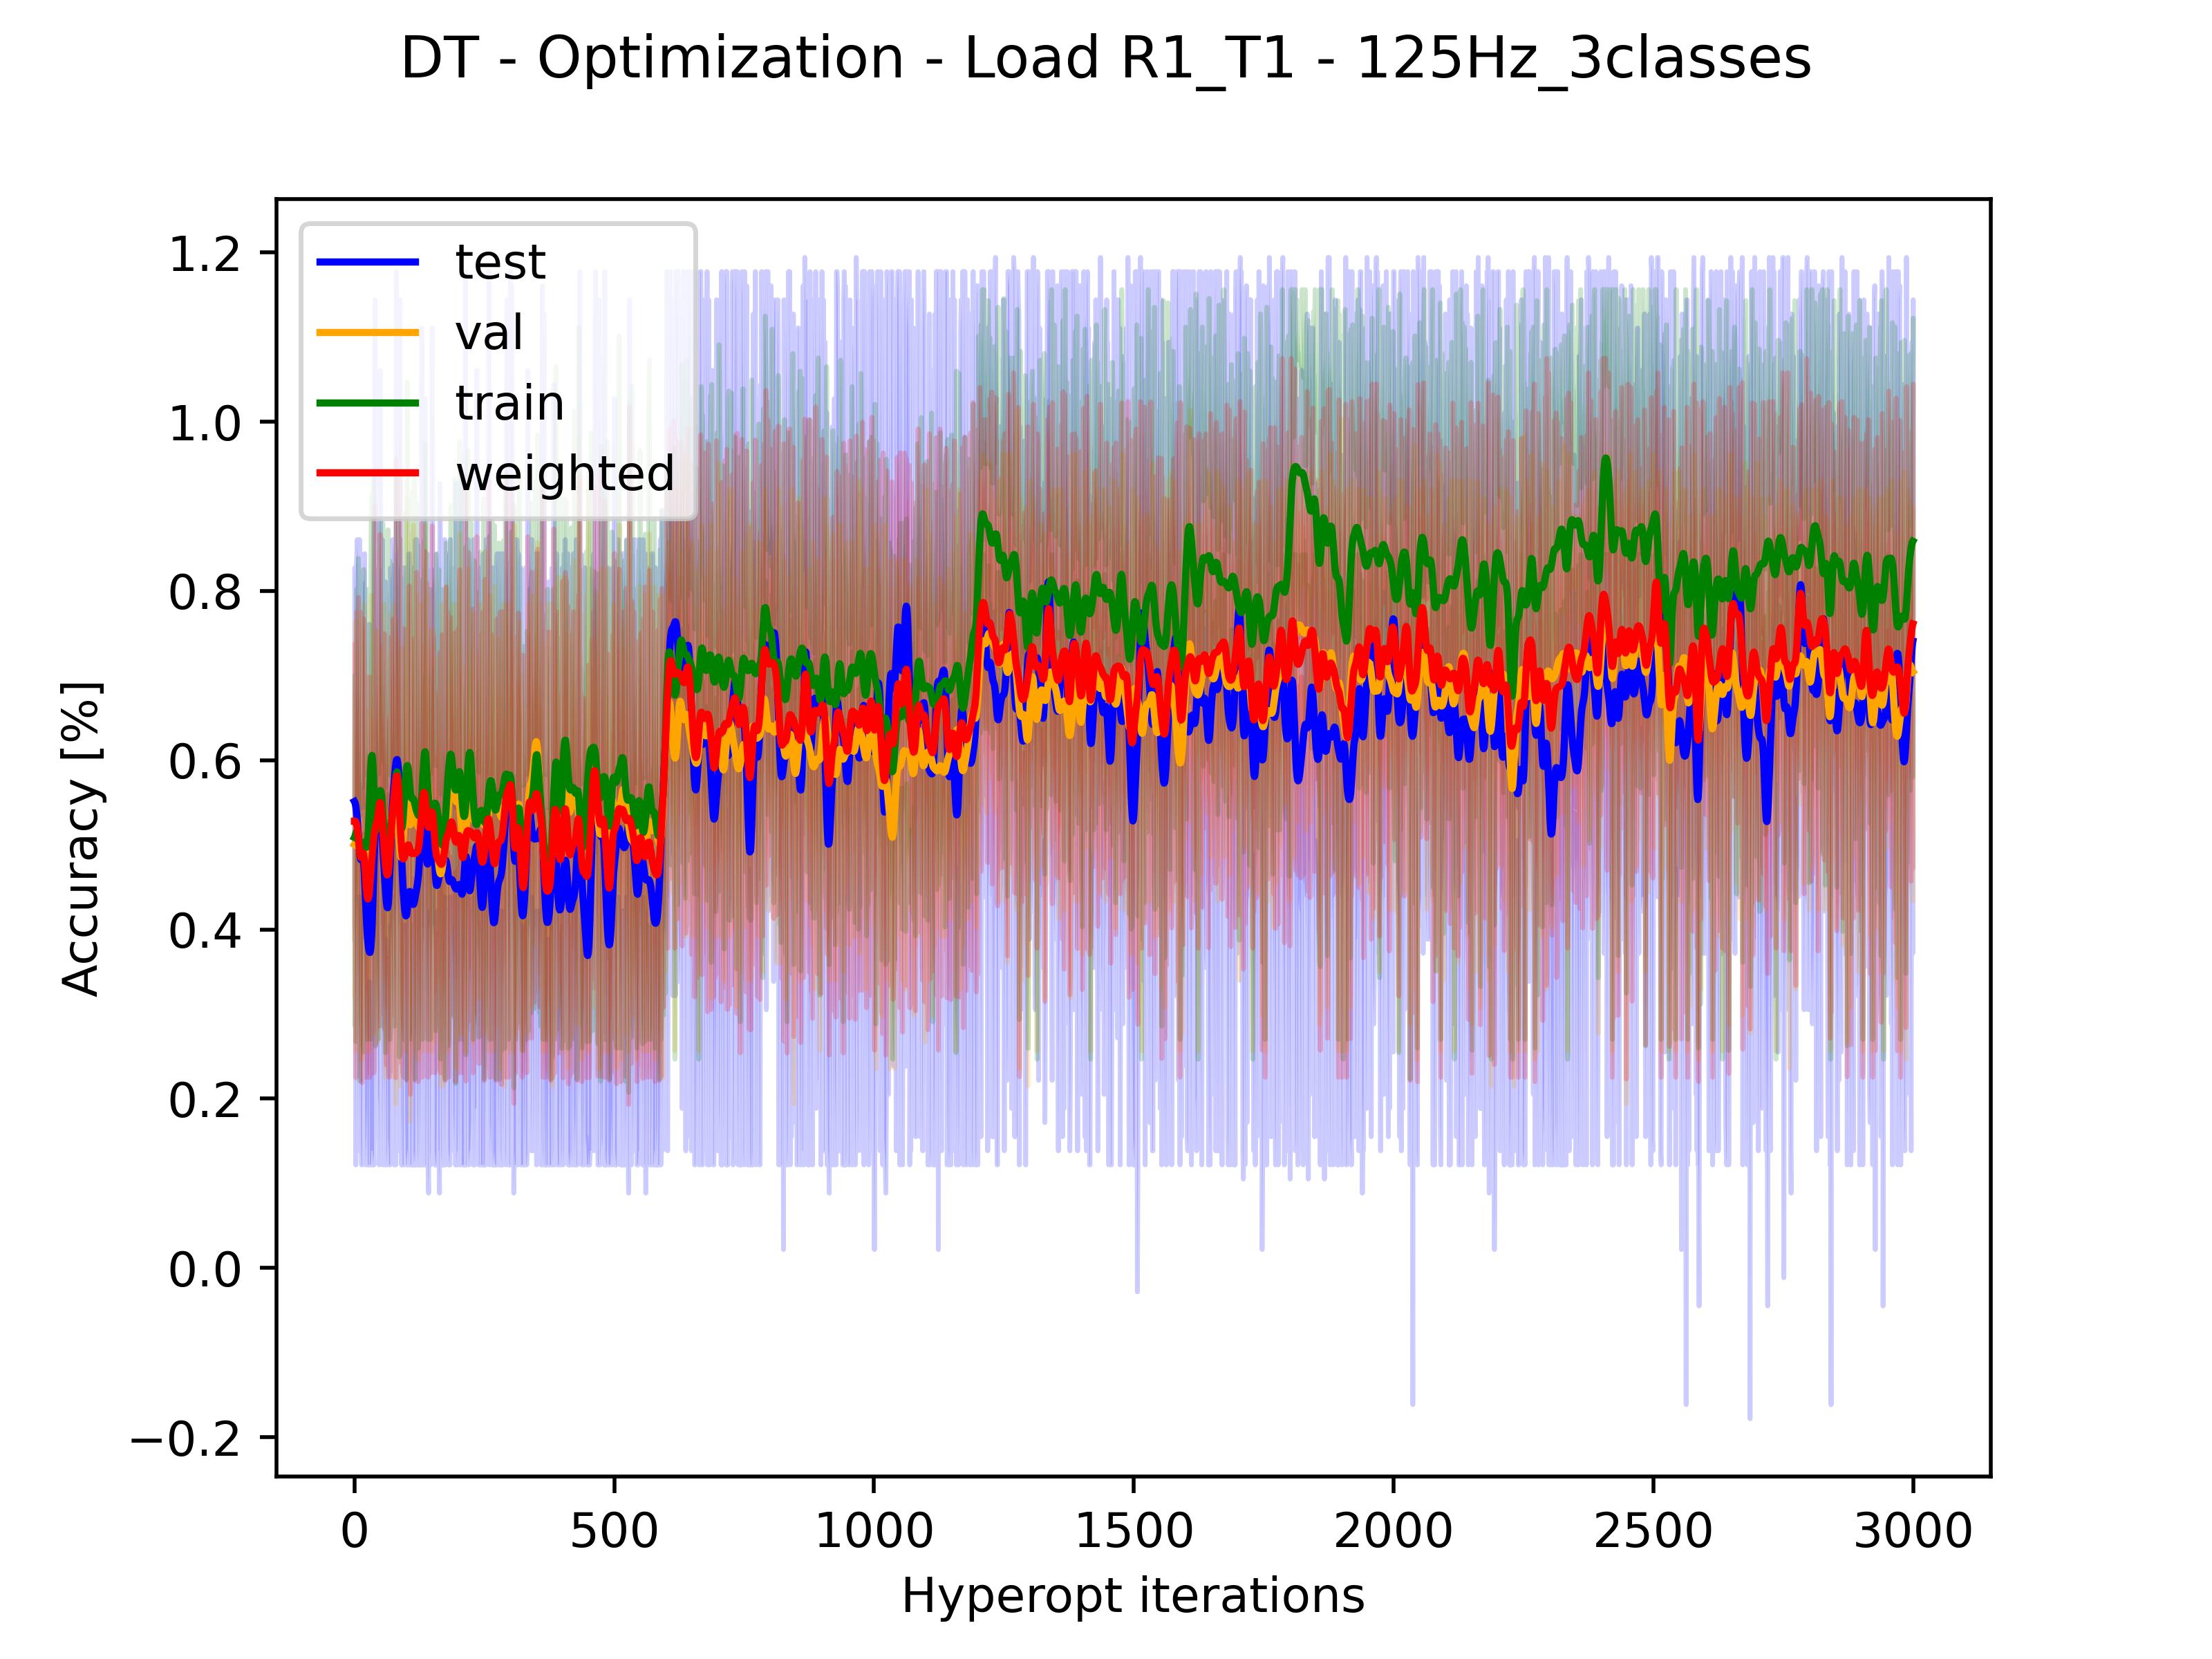 DT - Optimization - Load R1_T1 - 125Hz_3classes
test
val
train
weighted
1.2
1.0
0.8
0.6
0.4
0.2
0.0
−0.2
Accuracy [%]
0 500 1000 1500 2000 2500 3000
Hyperopt iterations